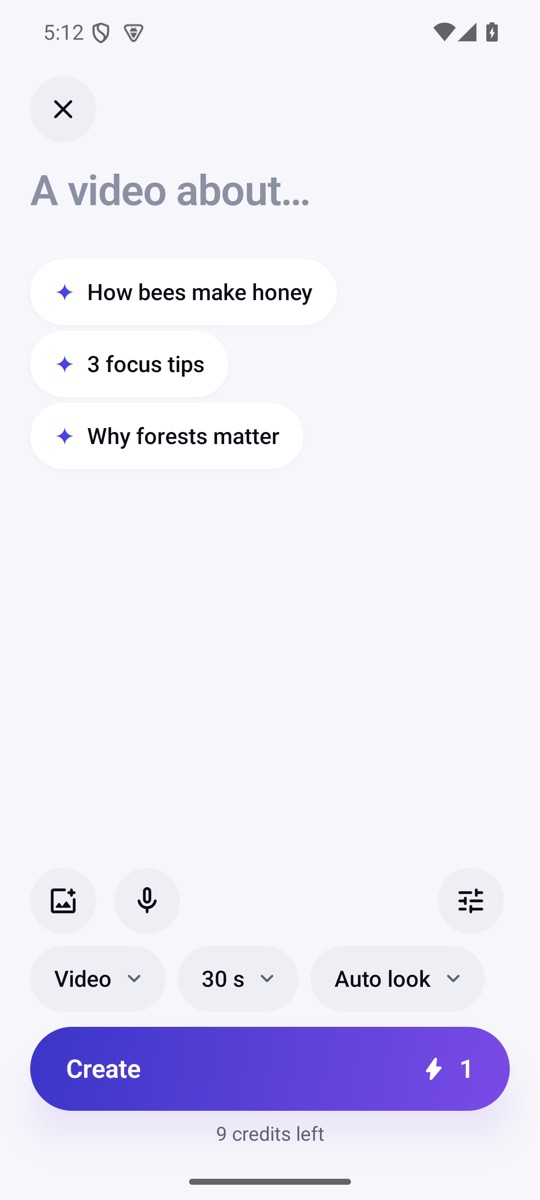 5:12
A video about...
How bees make honey
3 focus tips
Why forests matter
Video
30 s
Auto look
Create
1
9 credits left